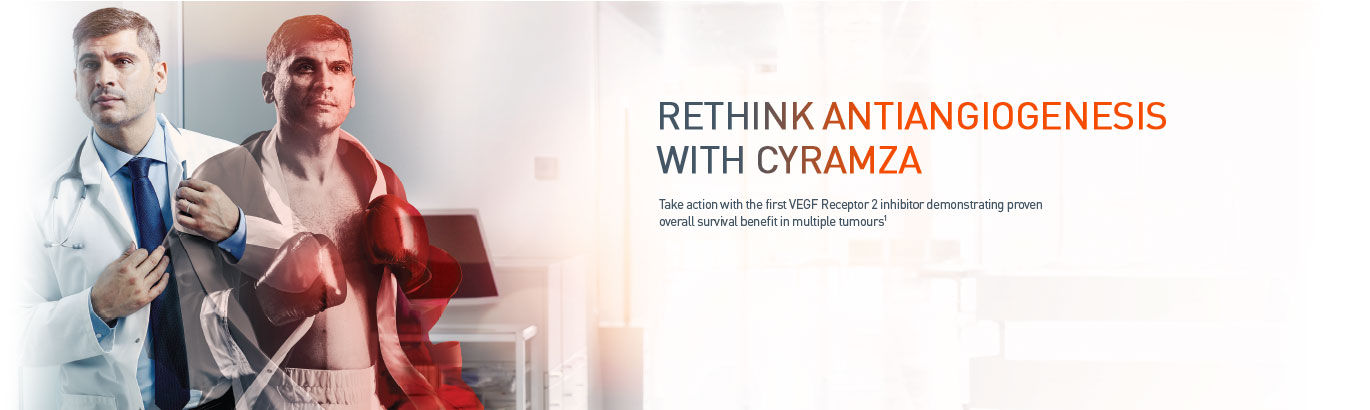 RETHINK ANTIANGIOGENESIS
WITH CYRAMZA
Take action with the first VEGF Receptor 2 inhibitor demonstrating proven
overall survival benefit in multiple tumours¹